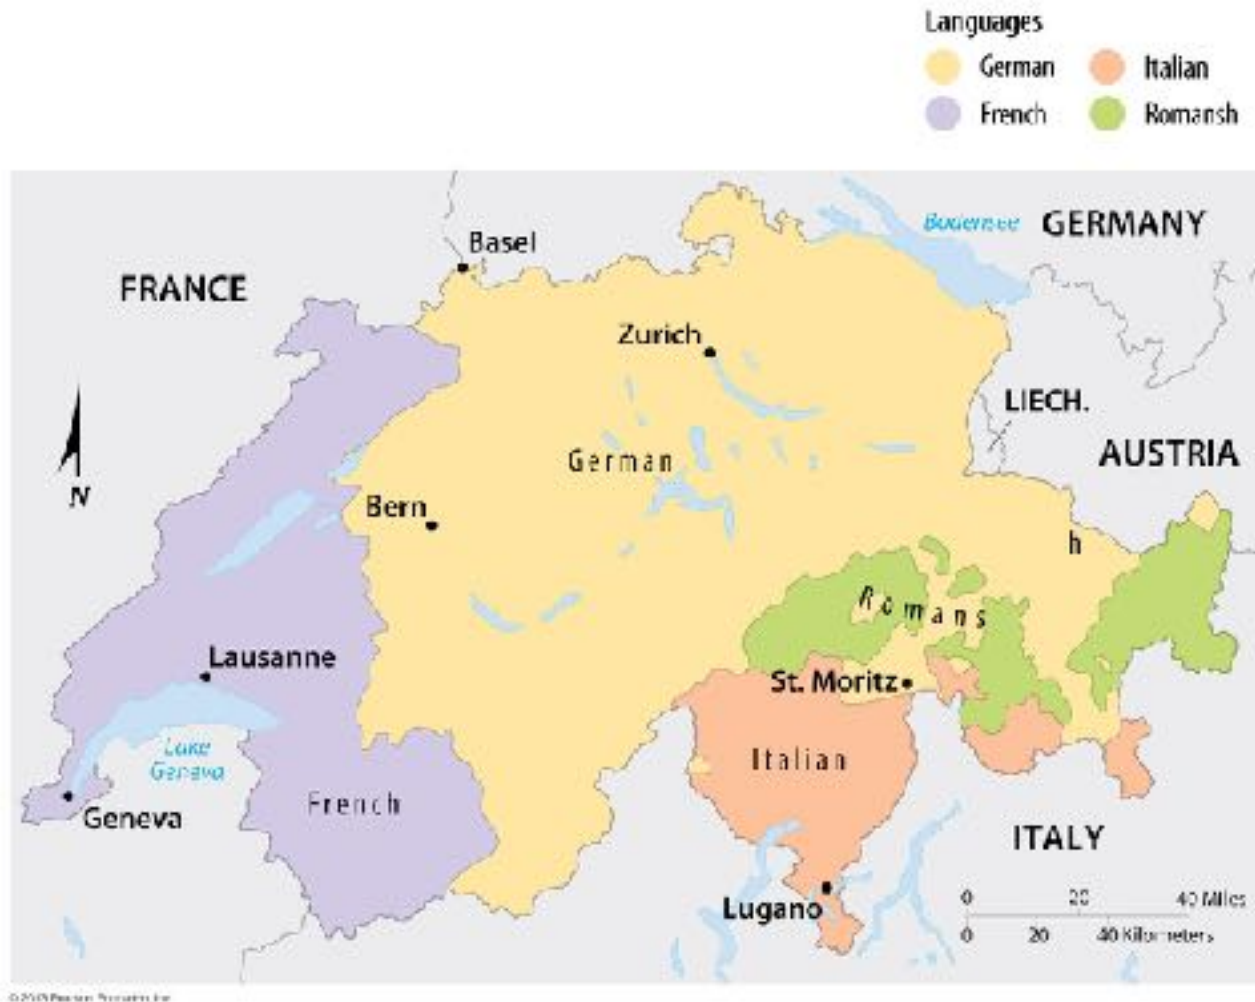 Languages
German Italian
French Romansh
Bodensee GERMANY
Basel
FRANCE
Zurich
LIECH.
German
AUSTRIA
N
Bern
h
Romans
Lausanne
St. Moritz
Lake
Geneva
Italian
French
Geneva
ITALY
Lugano
0 20 40 Miles
0 20 40 Kilometers